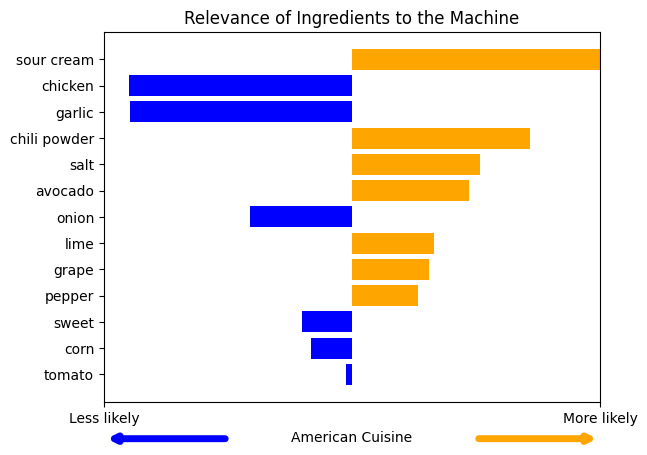 Relevance of Ingredients to the Machine
sour cream
chicken
garlic
chili powder
salt
avocado
onion
lime
grape
pepper
sweet
corn
tomato
Less likely
More likely
American Cuisine